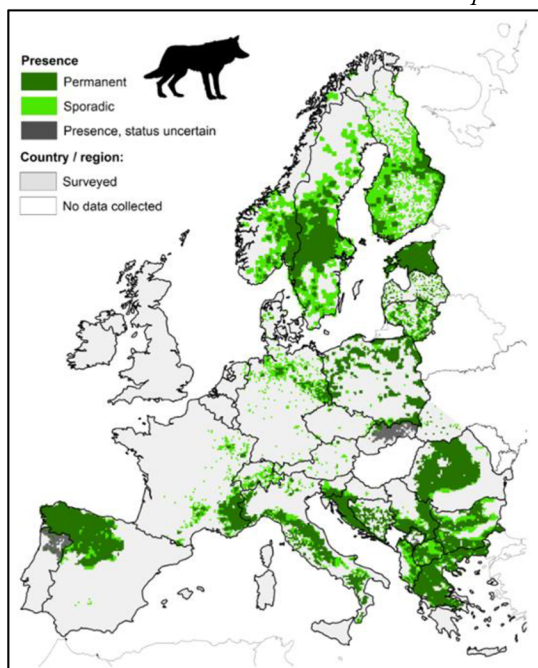 Presence
Permanent
Sporadic
Presence, status uncertain
Country / region:
Surveyed
No data collected